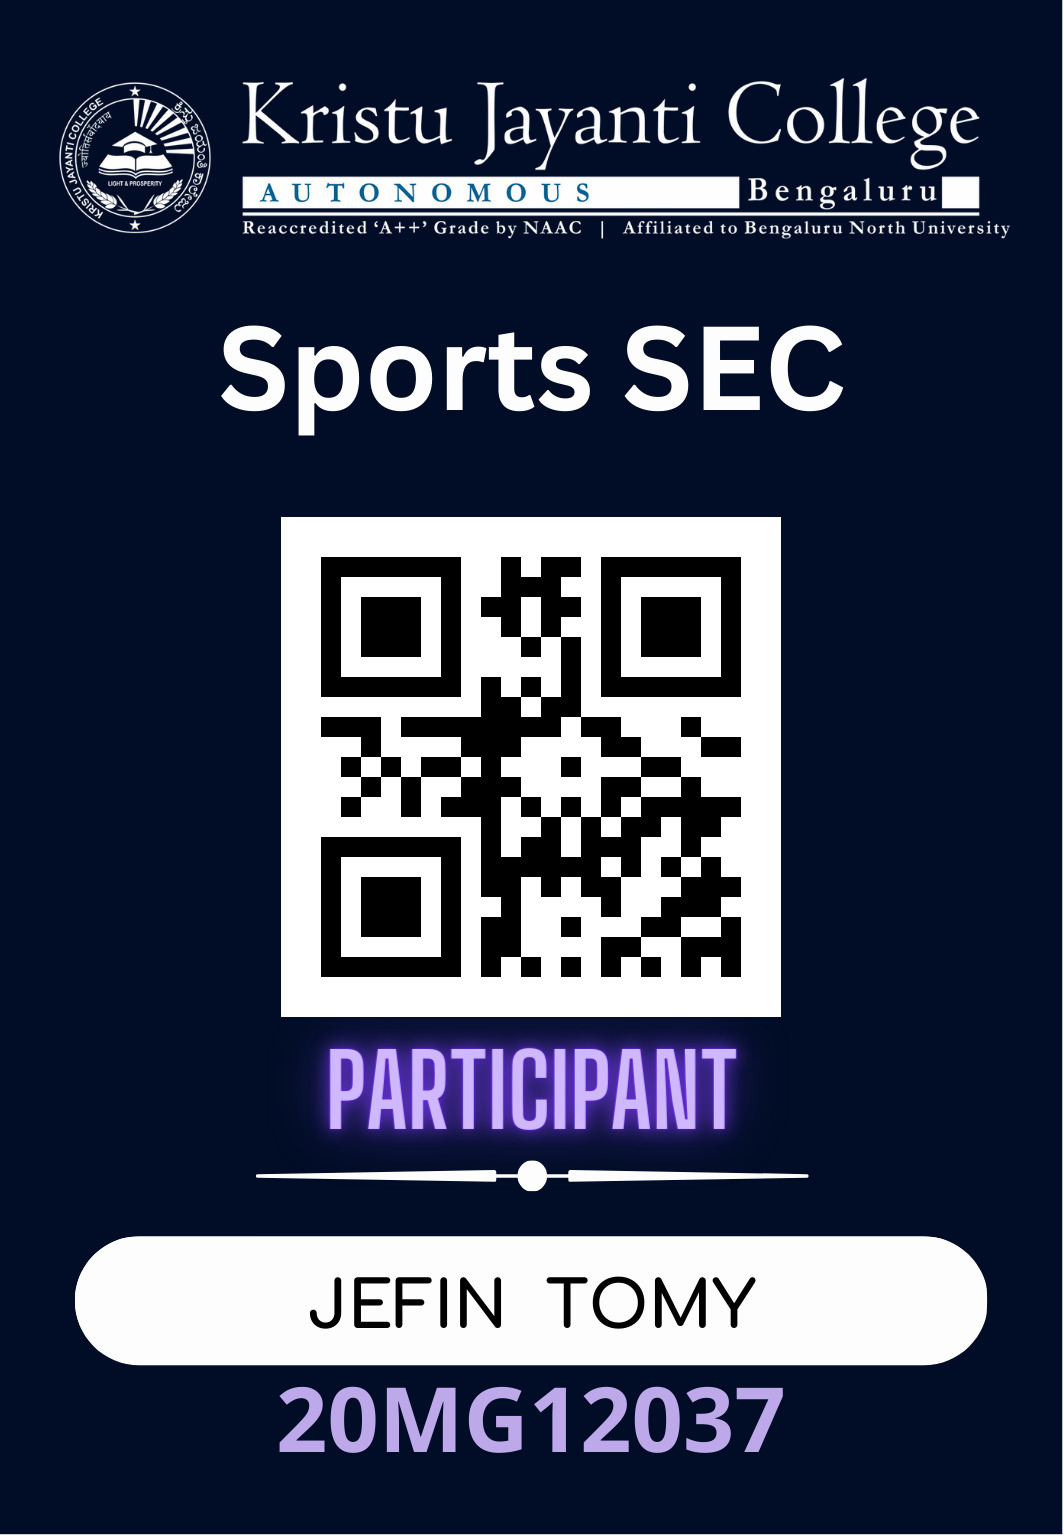 KRISTU JAYANTI COLLEGE
LIGHT & PROSPERITY
Kristu Jayanti College
AUTONOMOUS Bengaluru
Reaccredited ‘A++’ Grade by NAAC | Affiliated to Bengaluru North University
Sports SEC
PARTICIPANT
JEFIN TOMY
20MG12037